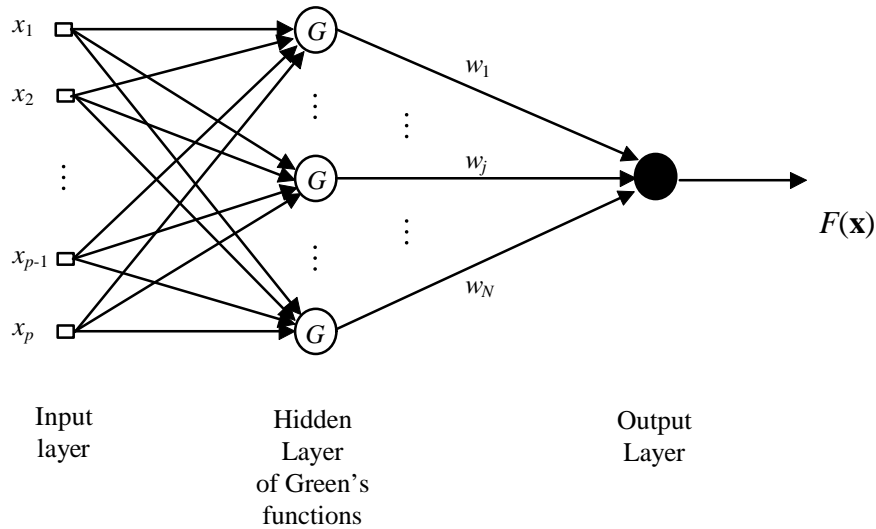 x1
G
w1
x2
⋮
⋮
⋮
G
wj
F(x)
xp-1
⋮
⋮
wN
xp
G
Input
layer
Hidden
Layer
of Green’s
functions
Output
Layer